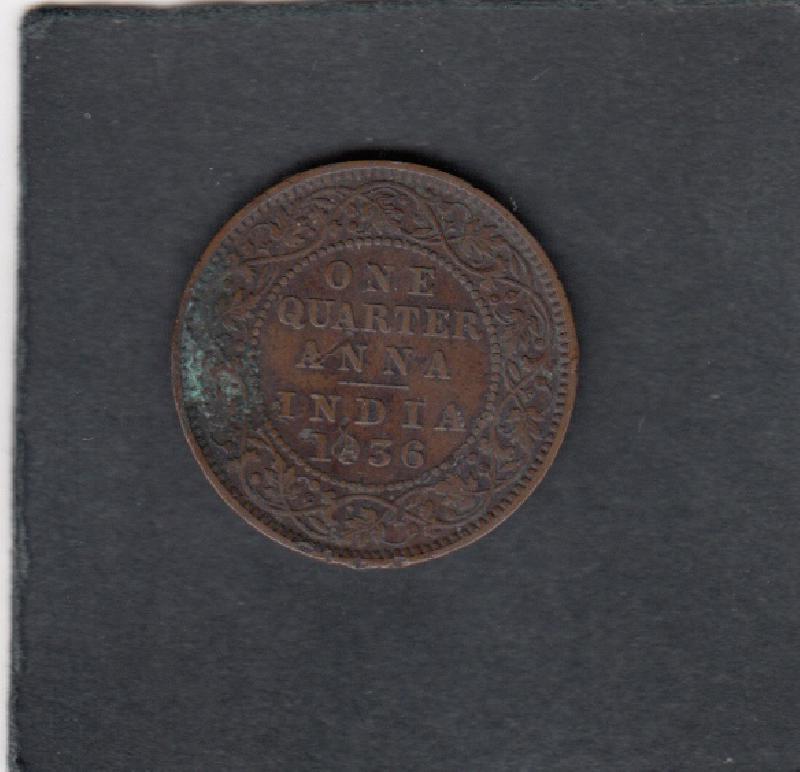 ONE
QUARTER
ANNA
INDIA
1936